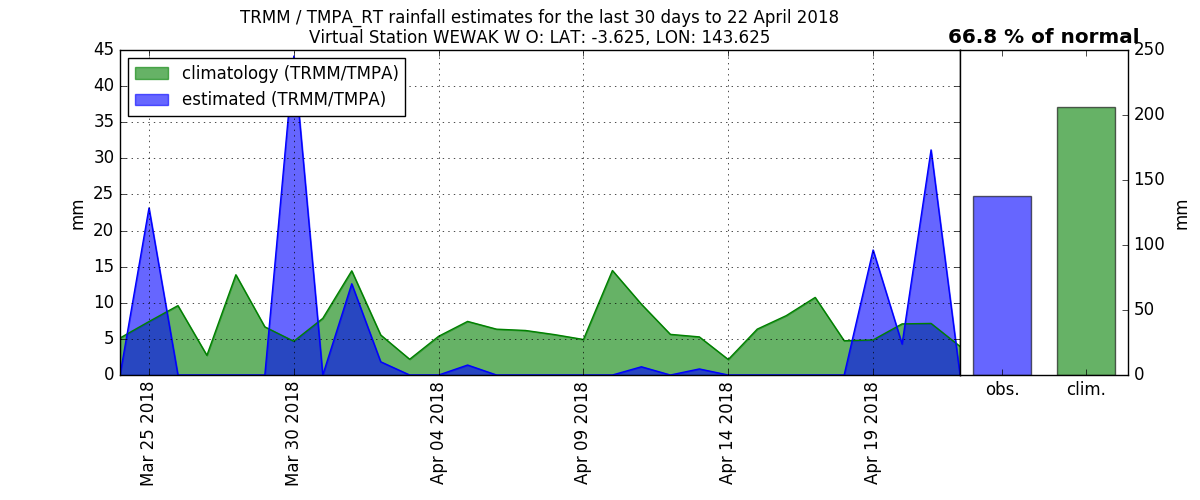 TRMM / TMPA_RT rainfall estimates for the last 30 days to 22 April 2018
Virtual Station WEWAK W O: LAT: -3.625, LON: 143.625
66.8 % of normal
climatology (TRMM/TMPA)
estimated (TRMM/TMPA)
45
40
35
30
25
20
15
10
5
0
mm
Mar 25 2018
Mar 30 2018
Apr 04 2018
Apr 09 2018
Apr 14 2018
Apr 19 2018
250
200
150
100
50
0
mm
obs.
clim.